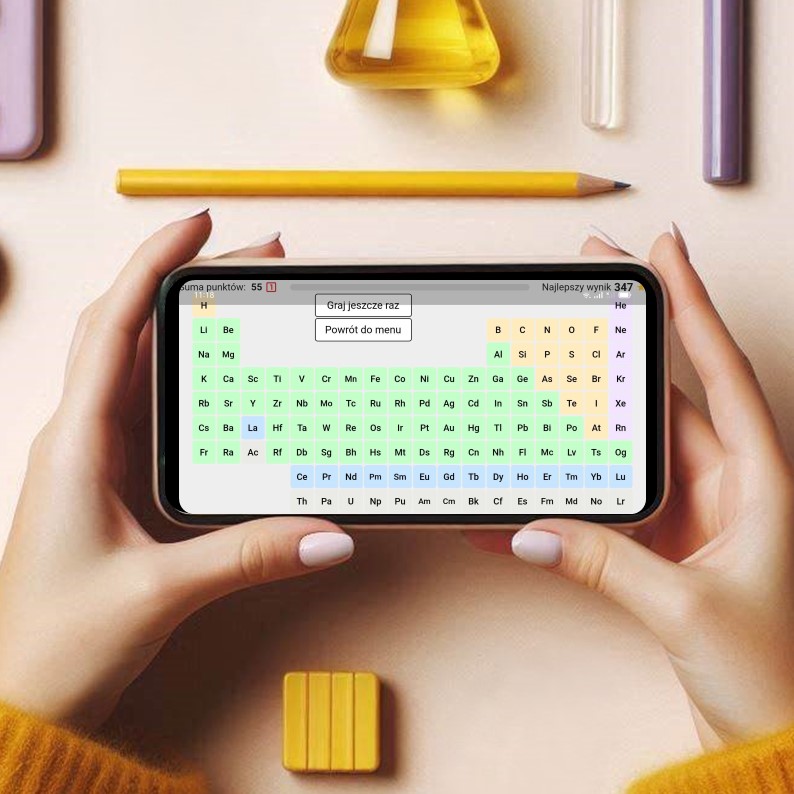 Suma punktów: 55 1 Najlepszy wynik 347
11:18
H Graj jeszcze raz He
Li Be Powrót do menu B C N O F Ne
Na Mg Al Si P S Cl Ar
K Ca Sc Ti V Cr Mn Fe Co Ni Cu Zn Ga Ge As Se Br Kr
Rb Sr Y Zr Nb Mo Tc Ru Rh Pd Ag Cd In Sn Sb Te I Xe
Cs Ba La Hf Ta W Re Os Ir Pt Au Hg Tl Pb Bi Po At Rn
Fr Ra Ac Rf Db Sg Bh Hs Mt Ds Rg Cn Nh Fl Mc Lv Ts Og
Ce Pr Nd Pm Sm Eu Gd Tb Dy Ho Er Tm Yb Lu
Th Pa U Np Pu Am Cm Bk Cf Es Fm Md No Lr